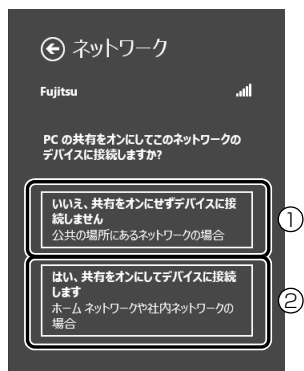 ネットワーク
Fujitsu
PC の共有をオンにしてこのネットワークの
デバイスに接続しますか?
いいえ、共有をオンにせずデバイスに接
続しません
公共の場所にあるネットワークの場合
①
はい、共有をオンにしてデバイスに接続
します
ホーム ネットワークや社内ネットワークの
場合
②